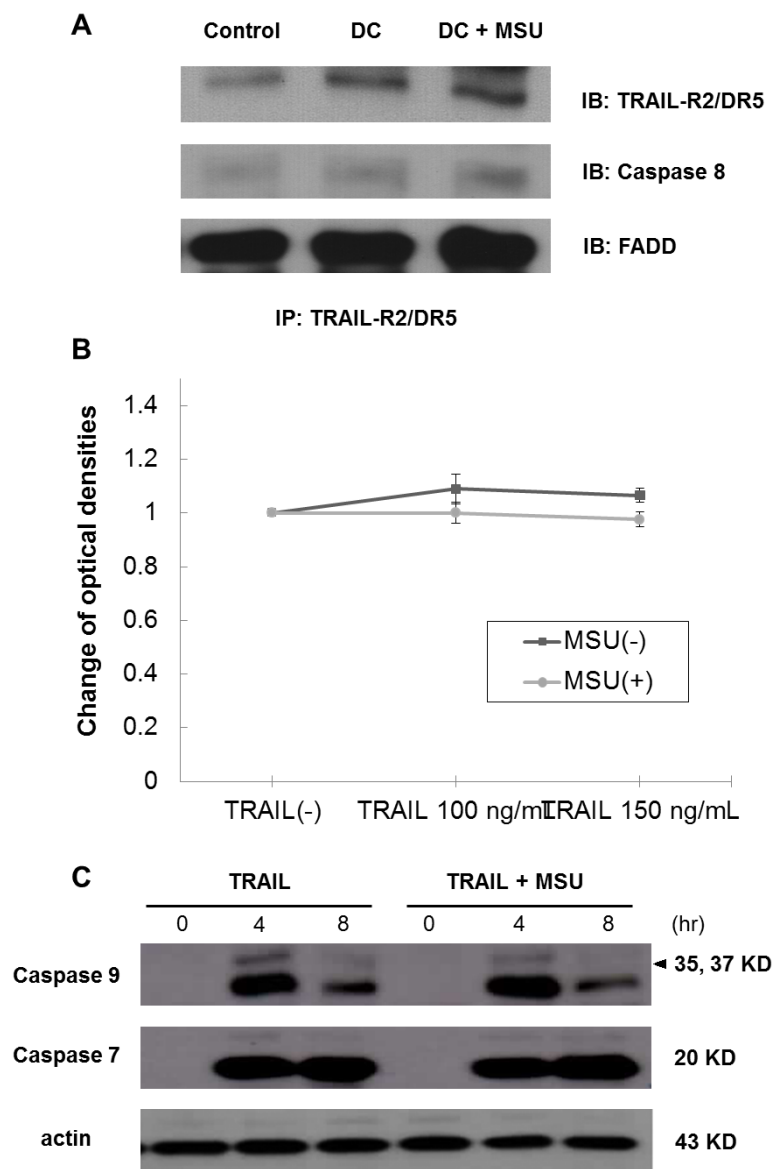 A
Control DC DC + MSU
IB: TRAIL-R2/DR5
IB: Caspase 8
IB: FADD
IP: TRAIL-R2/DR5
B
Change of optical densities
1.4
1.2
1
0.8
0.6
0.4
0.2
0
MSU(-)
MSU(+)
TRAIL(-) TRAIL 100 ng/mL TRAIL 150 ng/mL
C
TRAIL TRAIL + MSU
0 4 8 0 4 8 (hr)
Caspase 9 35, 37 KD
Caspase 7 20 KD
actin 43 KD